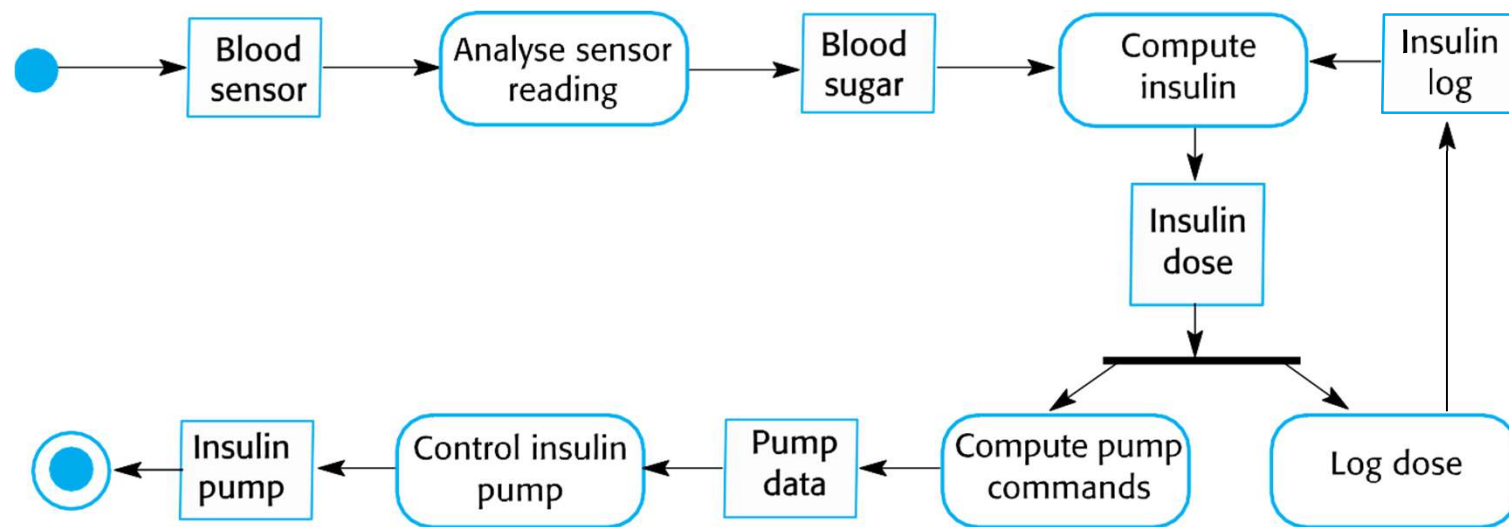 Blood
sensor
Analyse sensor
reading
Blood
sugar
Compute
insulin
Insulin
log
Insulin
dose
Insulin
pump
Control insulin
pump
Pump
data
Compute pump
commands
Log dose